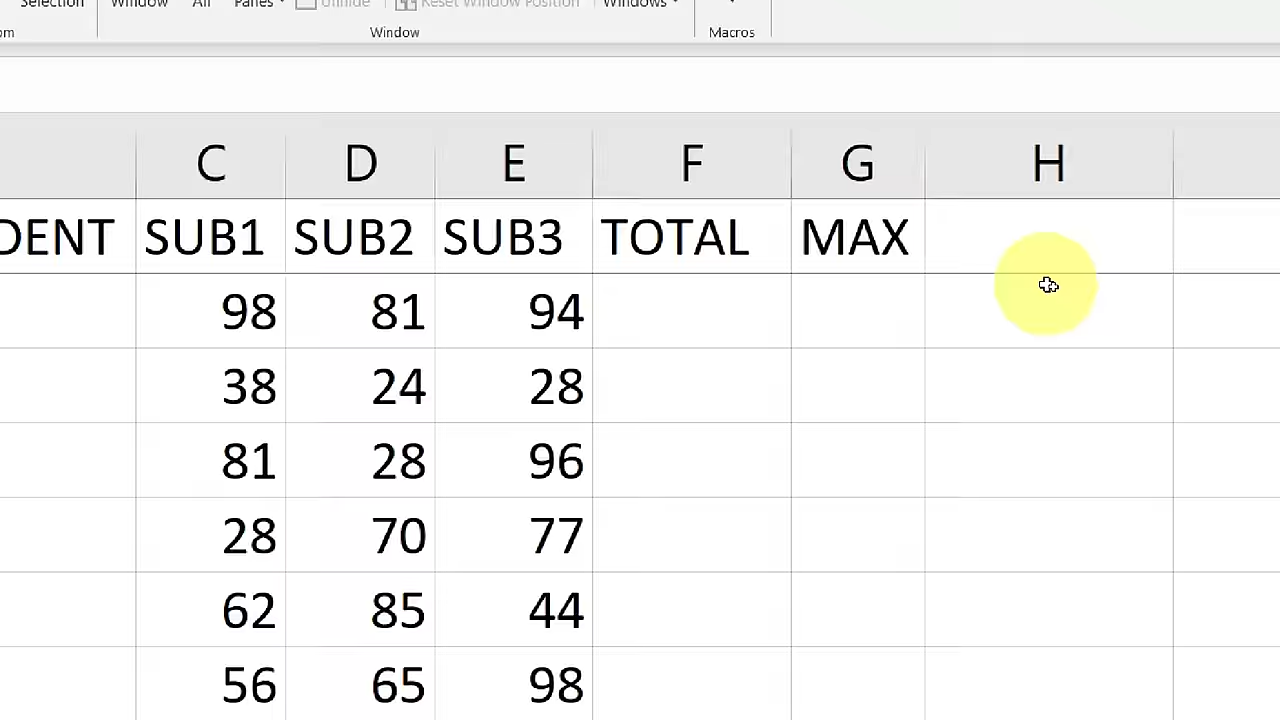 Selection Window All Panes Unhide Reset Window Position Windows
Window Macros
C D E F G H
DENT SUB1 SUB2 SUB3 TOTAL MAX
98 81 94
38 24 28
81 28 96
28 70 77
62 85 44
56 65 98